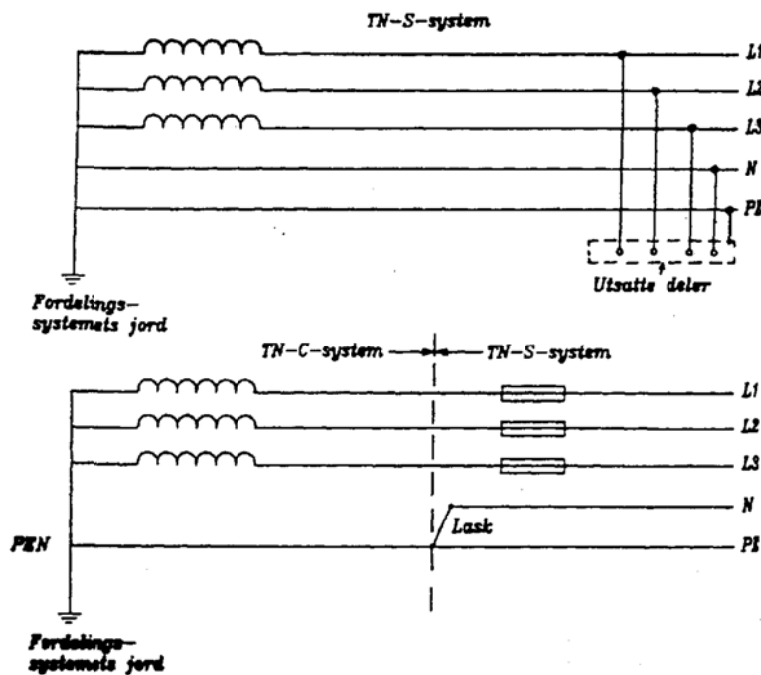 TN-S-system
L1
L2
L3
N
PE
Utsatte deler
Fordelings-
systemets jord
TN-C-system
TN-S-system
L1
L2
L3
N
Lask
PEN
PE
Fordelings-
systemets jord